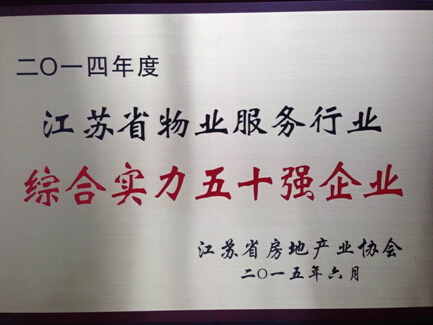 二〇一四年度
江苏省物业服务行业
综合实力五十强企业
江苏省房地产业协会
二〇一五年六月